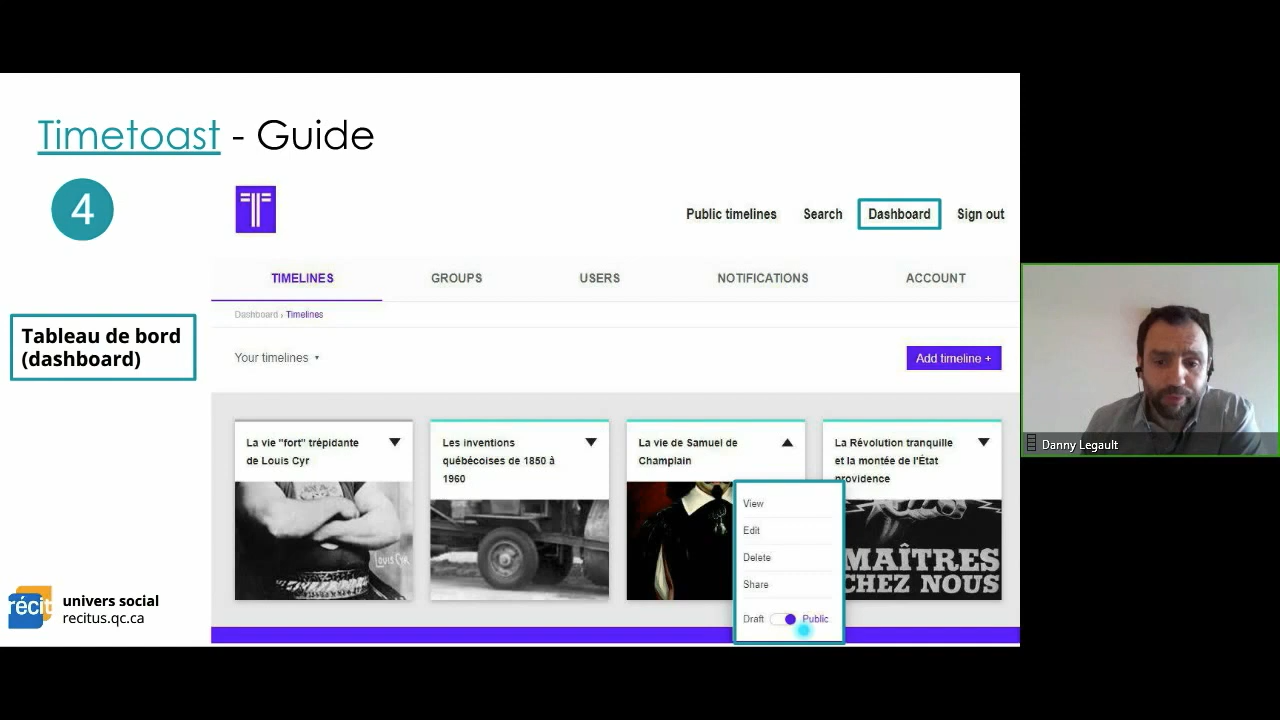 Timetoast - Guide
4
Public timelines Search Dashboard Sign out
TIMELINES GROUPS USERS NOTIFICATIONS ACCOUNT
Dashboard › Timelines
Tableau de bord
(dashboard)
Your timelines ▾
Add timeline +
La vie "fort" trépidante
de Louis Cyr
Les inventions
québécoises de 1850 à
1960
La vie de Samuel de
Champlain
La Révolution tranquille
et la montée de l'État
providence
View
Edit
Delete
Share
Draft Public
LOUIS CYR
MAÎTRES
CHEZ NOUS
récit
univers social
recitus.qc.ca
Danny Legault